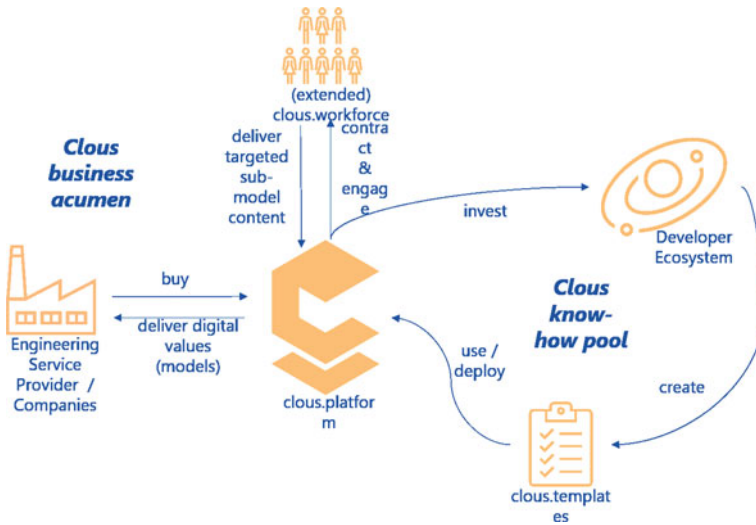 (extended)
clous.workforce
Clous
business
acumen
deliver
targeted
sub-
model
content
contra
ct
&
engag
e
invest
Developer
Ecosystem
buy
deliver digital
values
(models)
Engineering
Service
Provider /
Companies
clous.platfor
m
Clous
know-
how pool
use /
deploy
create
clous.templat
es